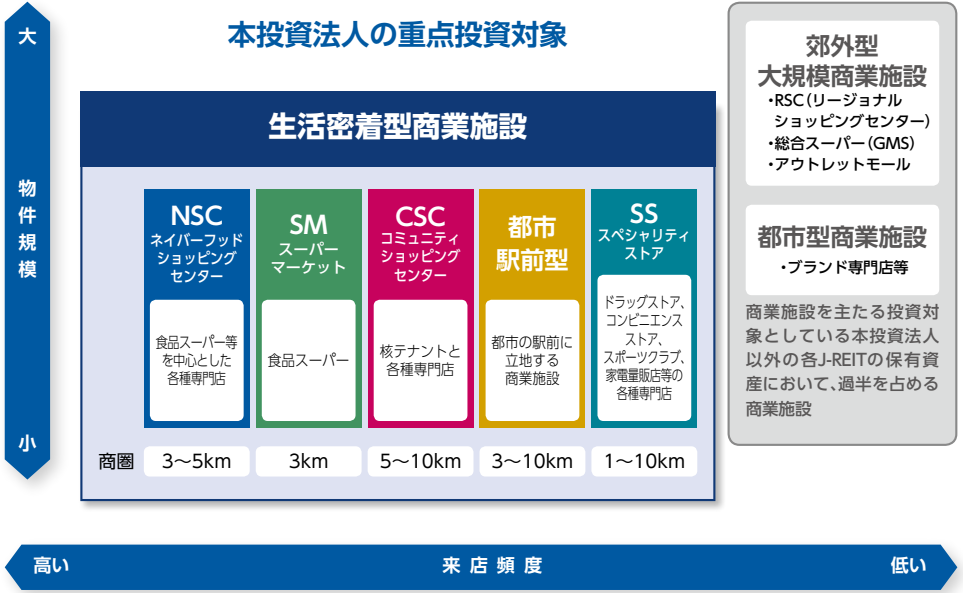 大
物件規模
小
本投資法人の重点投資対象
生活密着型商業施設
NSC
ネイバーフッド
ショッピング
センター
食品スーパー等
を中心とした
各種専門店
SM
スーパー
マーケット
食品スーパー
CSC
コミュニティ
ショッピング
センター
核テナントと
各種専門店
都市
駅前型
都市の駅前に
立地する
商業施設
SS
スペシャリティ
ストア
ドラッグストア、
コンビニエンス
ストア、
スポーツクラブ、
家電量販店等の
各種専門店
商圏 3〜5km 3km 5〜10km 3〜10km 1〜10km
郊外型
大規模商業施設
・RSC(リージョナル
ショッピングセンター)
・総合スーパー(GMS)
・アウトレットモール
都市型商業施設
・ブランド専門店等
商業施設を主たる投資対
象としている本投資法人
以外の各J-REITの保有資
産において、過半を占める
商業施設
高い 来店頻度 低い